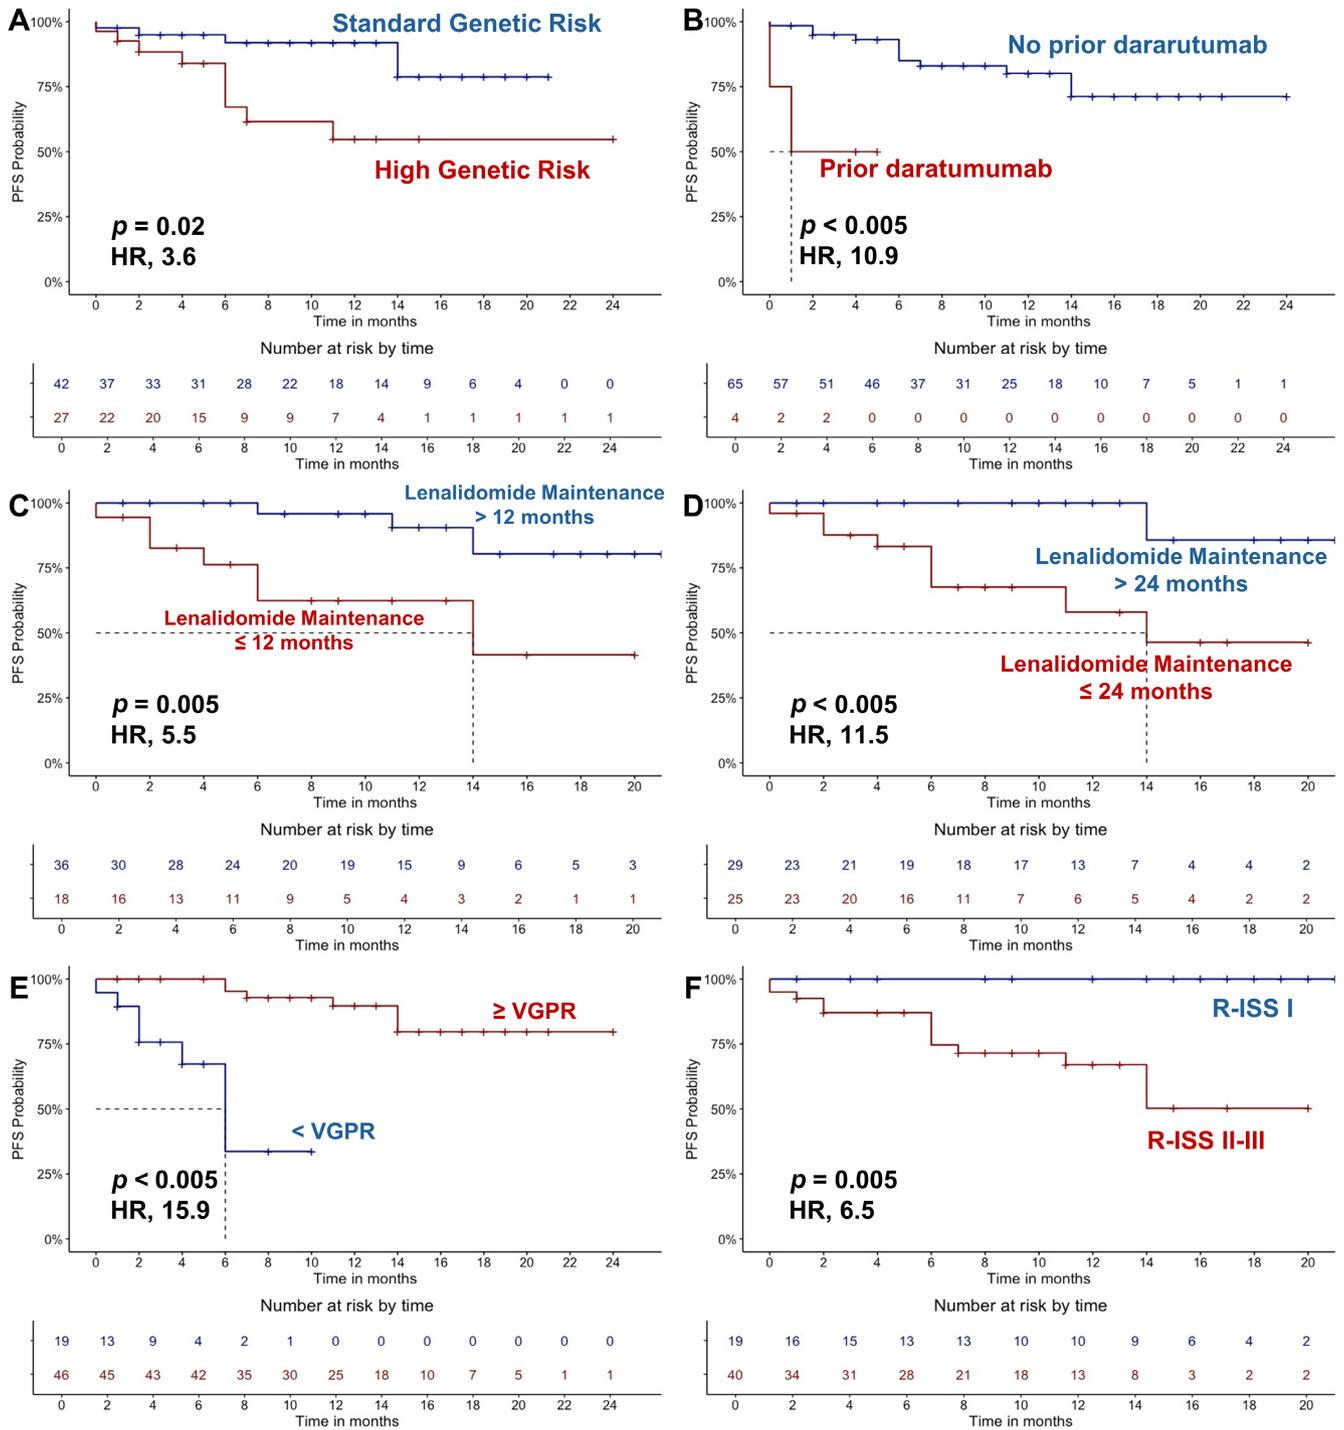 A
PFS Probability
100%
75%
50%
25%
0%
Standard Genetic Risk
High Genetic Risk
p = 0.02
HR, 3.6
0 2 4 6 8 10 12 14 16 18 20 22 24
Time in months
Number at risk by time
42 37 33 31 28 22 18 14 9 6 4 0 0
27 22 20 15 9 9 7 4 1 1 1 1 1
0 2 4 6 8 10 12 14 16 18 20 22 24
Time in months
B
PFS Probability
100%
75%
50%
25%
0%
No prior dararutumab
Prior daratumumab
p < 0.005
HR, 10.9
0 2 4 6 8 10 12 14 16 18 20 22 24
Time in months
Number at risk by time
65 57 51 46 37 31 25 18 10 7 5 1 1
4 2 2 0 0 0 0 0 0 0 0 0 0
0 2 4 6 8 10 12 14 16 18 20 22 24
Time in months
C
PFS Probability
100%
75%
50%
25%
0%
Lenalidomide Maintenance
> 12 months
Lenalidomide Maintenance
≤ 12 months
p = 0.005
HR, 5.5
0 2 4 6 8 10 12 14 16 18 20
Time in months
Number at risk by time
36 30 28 24 20 19 15 9 6 5 3
18 16 13 11 9 5 4 3 2 1 1
0 2 4 6 8 10 12 14 16 18 20
Time in months
D
PFS Probability
100%
75%
50%
25%
0%
Lenalidomide Maintenance
> 24 months
Lenalidomide Maintenance
≤ 24 months
p < 0.005
HR, 11.5
0 2 4 6 8 10 12 14 16 18 20
Time in months
Number at risk by time
29 23 21 19 18 17 13 7 4 4 2
25 23 20 16 11 7 6 5 4 2 2
0 2 4 6 8 10 12 14 16 18 20
Time in months
E
PFS Probability
100%
75%
50%
25%
0%
≥ VGPR
< VGPR
p < 0.005
HR, 15.9
0 2 4 6 8 10 12 14 16 18 20 22 24
Time in months
Number at risk by time
19 13 9 4 2 1 0 0 0 0 0 0 0
46 45 43 42 35 30 25 18 10 7 5 1 1
0 2 4 6 8 10 12 14 16 18 20 22 24
Time in months
F
PFS Probability
100%
75%
50%
25%
0%
R-ISS I
R-ISS II-III
p = 0.005
HR, 6.5
0 2 4 6 8 10 12 14 16 18 20
Time in months
Number at risk by time
19 16 15 13 13 10 10 9 6 4 2
40 34 31 28 21 18 13 8 3 2 2
0 2 4 6 8 10 12 14 16 18 20
Time in months